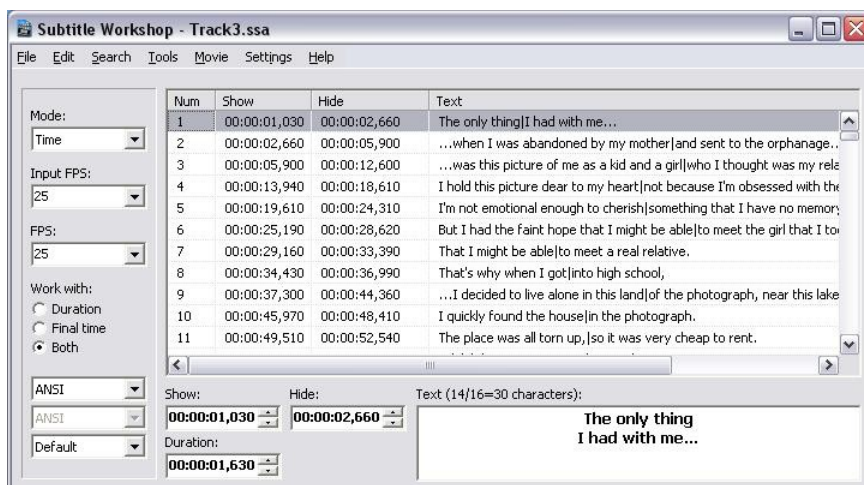 Subtitle Workshop - Track3.ssa
File Edit Search Tools Movie Settings Help
Mode:
Time
Input FPS:
25
FPS:
25
Work with:
Duration
Final time
Both
ANSI
ANSI
Default
Num Show Hide Text
1 00:00:01,030 00:00:02,660 The only thing|I had with me...
2 00:00:02,660 00:00:05,900 ...when I was abandoned by my mother|and sent to the orphanage..
3 00:00:05,900 00:00:12,600 ...was this picture of me as a kid and a girl|who I thought was my rela
4 00:00:13,940 00:00:18,610 I hold this picture dear to my heart|not because I'm obsessed with the
5 00:00:19,610 00:00:24,310 I'm not emotional enough to cherish|something that I have no memory
6 00:00:25,190 00:00:28,620 But I had the faint hope that I might be able|to meet the girl that I too
7 00:00:29,160 00:00:33,390 That I might be able|to meet a real relative.
8 00:00:34,430 00:00:36,990 That's why when I got|into high school,
9 00:00:37,300 00:00:44,360 ...I decided to live alone in this land|of the photograph, near this lake
10 00:00:45,970 00:00:48,410 I quickly found the house|in the photograph.
11 00:00:49,510 00:00:52,540 The place was all torn up,|so it was very cheap to rent.
Show:
00:00:01,030
Hide:
00:00:02,660
Duration:
00:00:01,630
Text (14/16=30 characters):
The only thing
I had with me...